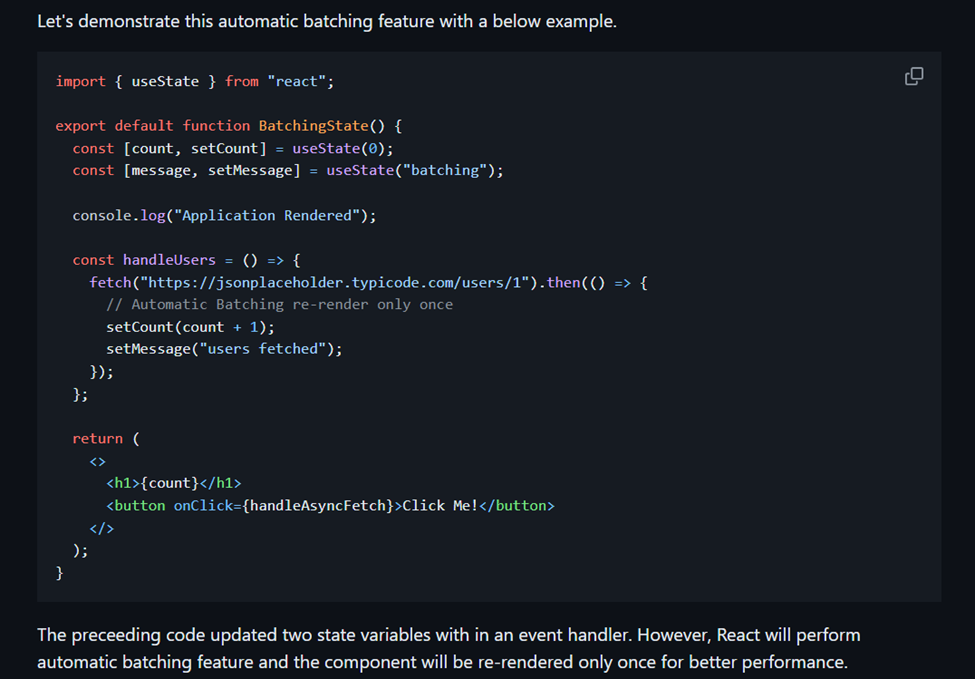 Let's demonstrate this automatic batching feature with a below example.
import { useState } from "react";
export default function BatchingState() {
  const [count, setCount] = useState(0);
  const [message, setMessage] = useState("batching");
  console.log("Application Rendered");
  const handleUsers = () => {
    fetch("https://jsonplaceholder.typicode.com/users/1").then(() => {
      // Automatic Batching re-render only once
      setCount(count + 1);
      setMessage("users fetched");
    });
  };
  return (
    <>
      <h1>{count}</h1>
      <button onClick={handleAsyncFetch}>Click Me!</button>
    </>
  );
}
The preceeding code updated two state variables with in an event handler. However, React will perform
automatic batching feature and the component will be re-rendered only once for better performance.